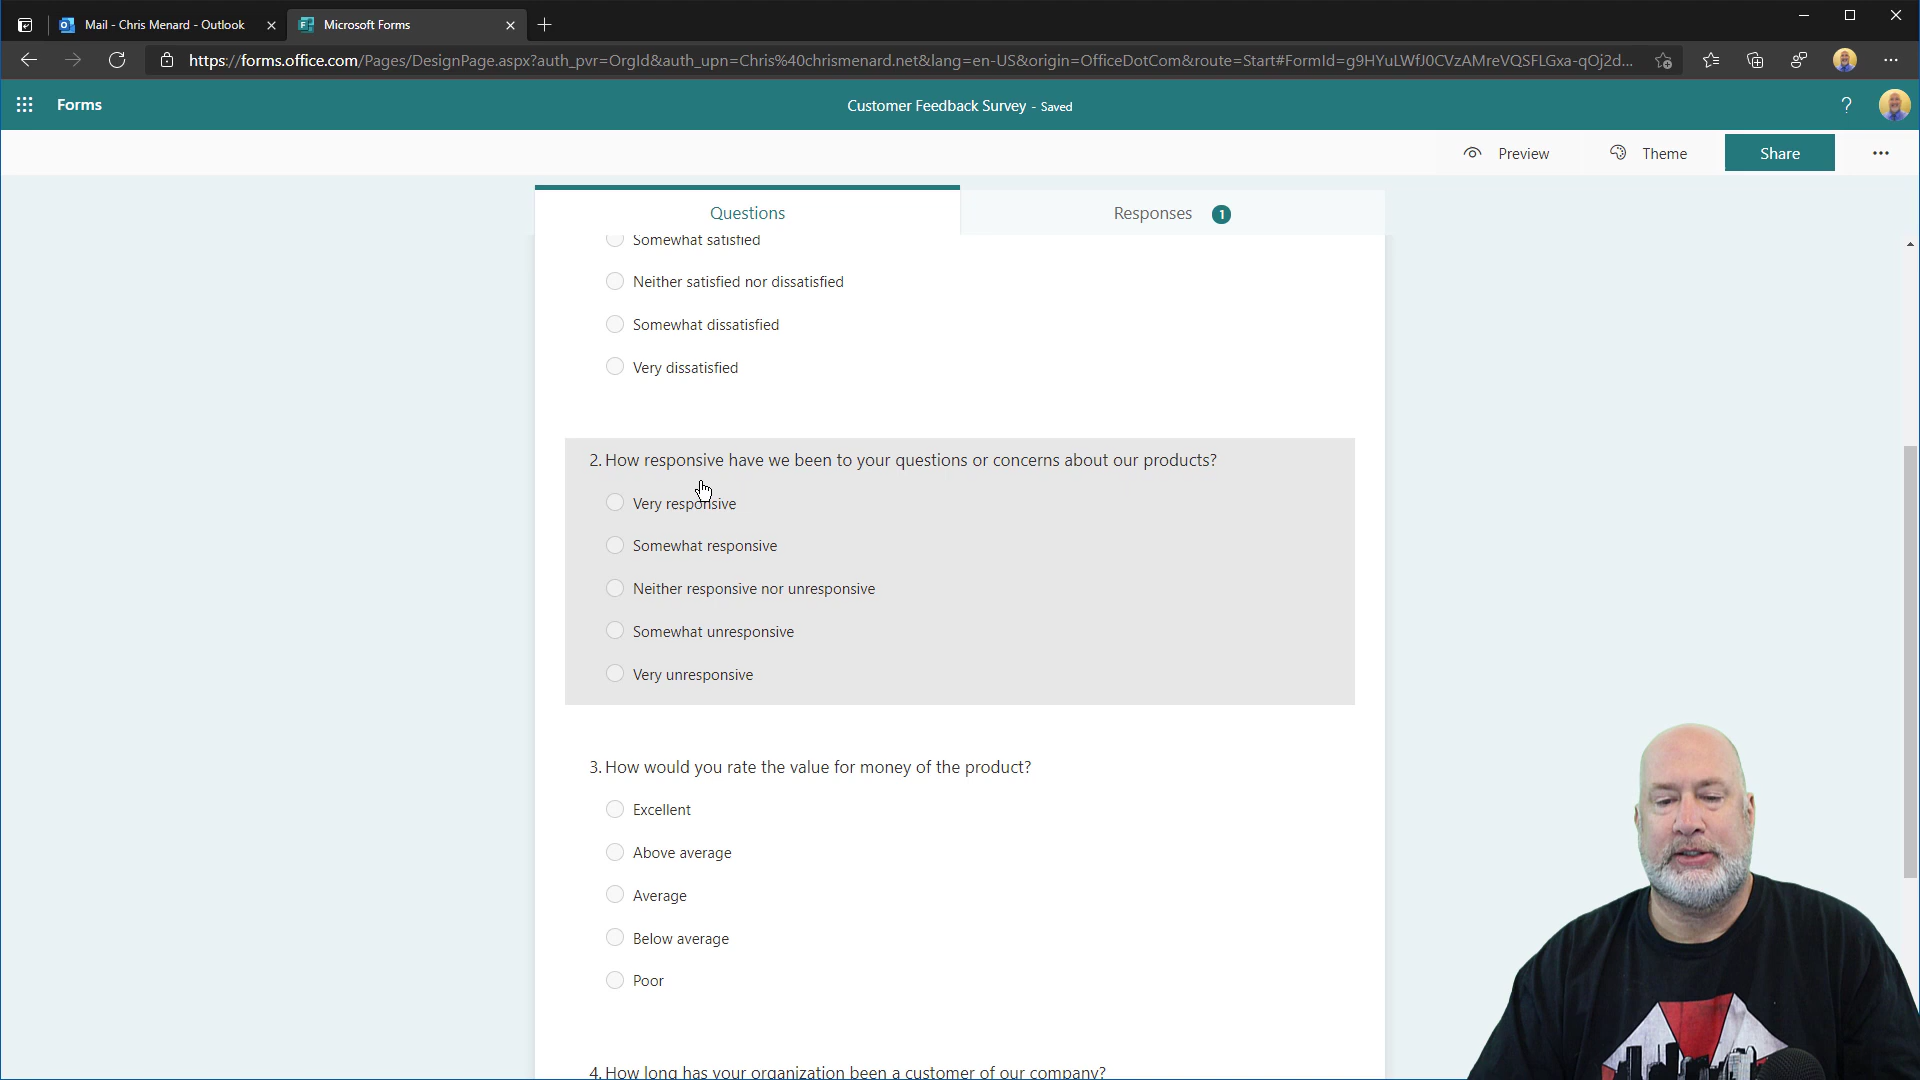 Mail - Chris Menard - Outlook
Microsoft Forms
https://forms.office.com/Pages/DesignPage.aspx?auth_pvr=OrgId&auth_upn=Chris%40chrismenard.net&lang=en-US&origin=OfficeDotCom&route=Start#FormId=g9HYuLWfJ0CVzAMreVQSFLGxa-qOj2d...
Forms
Customer Feedback Survey - Saved
?
Preview
Theme
Share
Questions
Responses 1
Somewhat satisfied
Neither satisfied nor dissatisfied
Somewhat dissatisfied
Very dissatisfied
2. How responsive have we been to your questions or concerns about our products?
Very responsive
Somewhat responsive
Neither responsive nor unresponsive
Somewhat unresponsive
Very unresponsive
3. How would you rate the value for money of the product?
Excellent
Above average
Average
Below average
Poor
4. How long has your organization been a customer of our company?